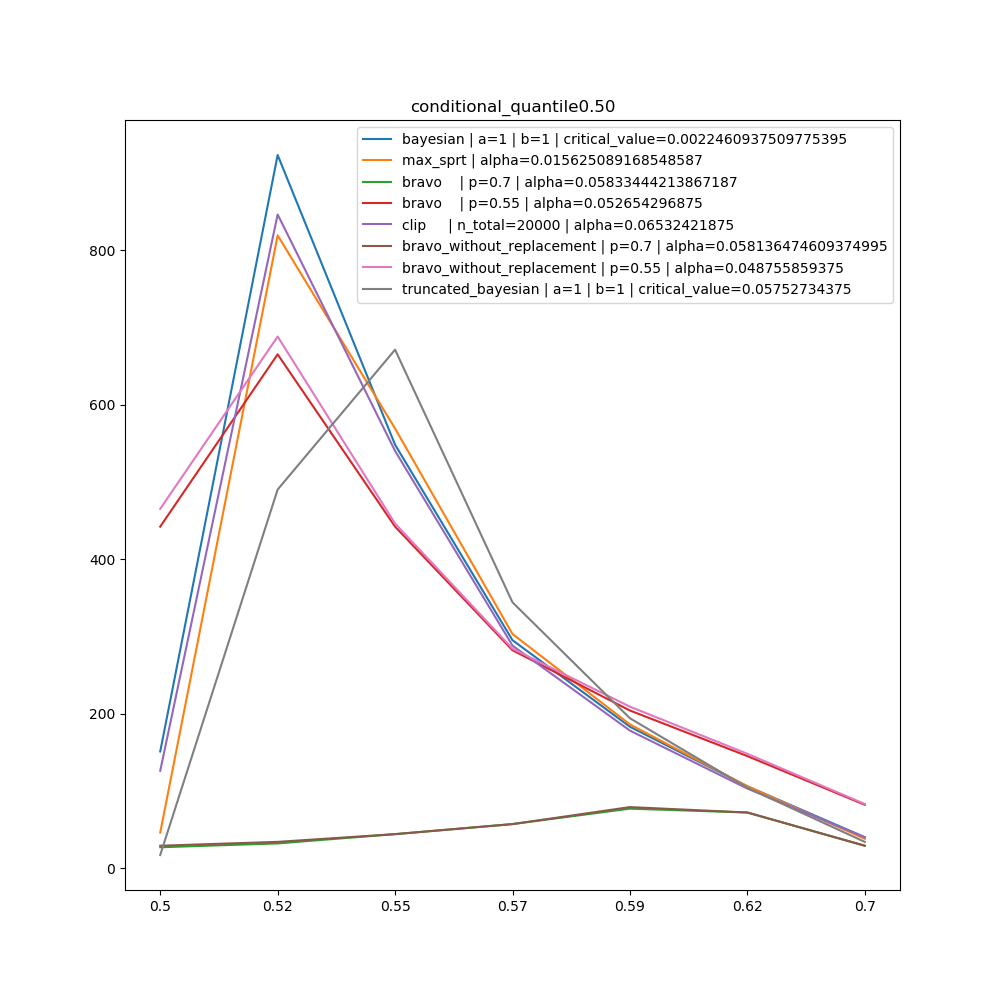 conditional_quantile0.50
bayesian | a=1 | b=1 | critical_value=0.0022460937509775395
max_sprt | alpha=0.015625089168548587
bravo | p=0.7 | alpha=0.05833444213867187
bravo | p=0.55 | alpha=0.052654296875
clip | n_total=20000 | alpha=0.06532421875
bravo_without_replacement | p=0.7 | alpha=0.058136474609374995
bravo_without_replacement | p=0.55 | alpha=0.048755859375
truncated_bayesian | a=1 | b=1 | critical_value=0.05752734375
800
600
400
200
0
0.5 0.52 0.55 0.57 0.59 0.62 0.7